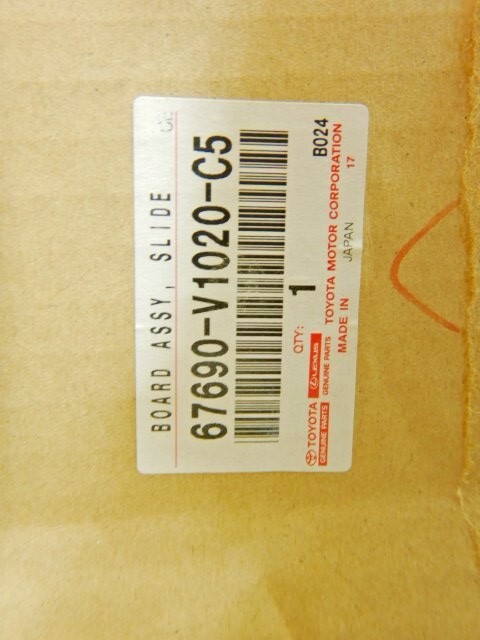 BOARD ASSY, SLIDE
67690-V1020-C5
QTY: 1
B024
TOYOTA LEXUS
GENUINE PARTS GENUINE PARTS
TOYOTA MOTOR CORPORATION
17
MADE IN JAPAN